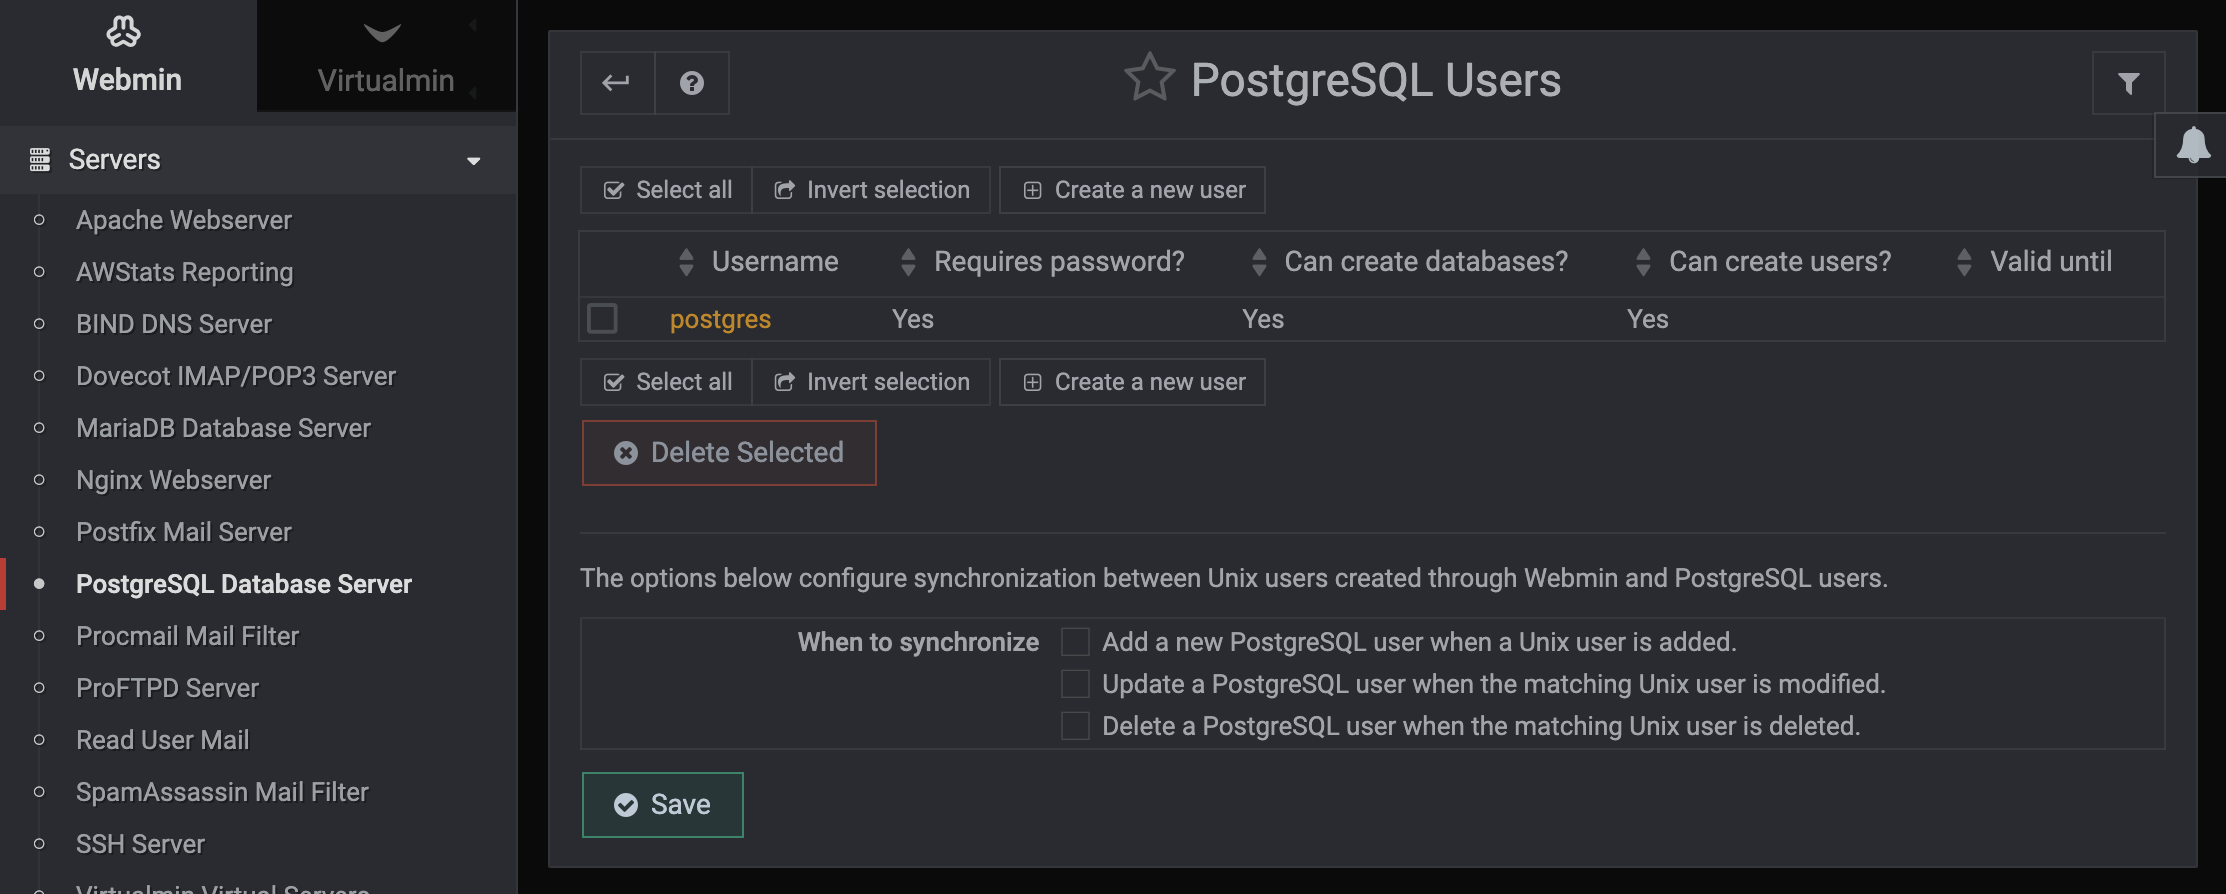 Webmin
Virtualmin
Servers
Apache Webserver
AWStats Reporting
BIND DNS Server
Dovecot IMAP/POP3 Server
MariaDB Database Server
Nginx Webserver
Postfix Mail Server
PostgreSQL Database Server
Procmail Mail Filter
ProFTPD Server
Read User Mail
SpamAssassin Mail Filter
SSH Server
Virtualmin Virtual Servers
PostgreSQL Users
Select all Invert selection Create a new user
Username Requires password? Can create databases? Can create users? Valid until
postgres Yes Yes Yes
Select all Invert selection Create a new user
Delete Selected
The options below configure synchronization between Unix users created through Webmin and PostgreSQL users.
When to synchronize Add a new PostgreSQL user when a Unix user is added.
Update a PostgreSQL user when the matching Unix user is modified.
Delete a PostgreSQL user when the matching Unix user is deleted.
Save